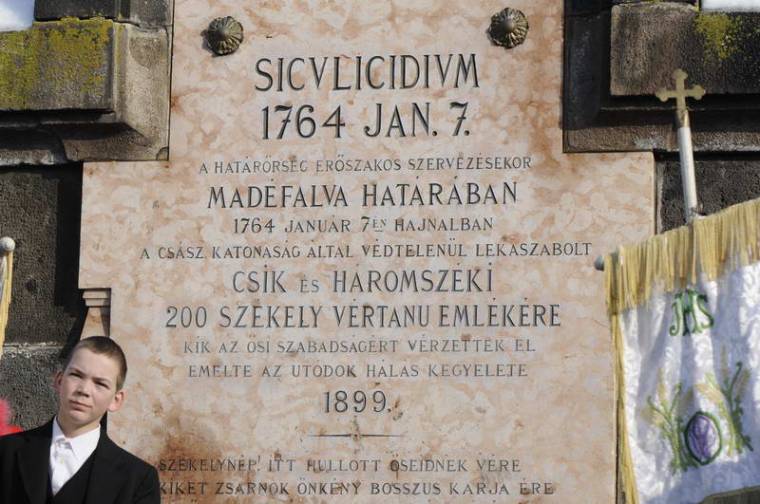 SICVLICIDIVM
1764 JAN. 7.
A HATÁRŐRSÉG ERŐSZAKOS SZERVEZÉSEKOR
MADÉFALVA HATÁRÁBAN
1764 JANUÁR 7ÉN HAJNALBAN
A CSÁSZ. KATONASÁG ÁLTAL VÉDTELENÜL LEKASZABOLT
CSÍK ÉS HÁROMSZÉKI
200 SZÉKELY VÉRTANU EMLÉKÉRE
KIK AZ ŐSI SZABADSÁGÉRT VÉRZETTEK EL
EMELTE AZ UTÓDOK HÁLÁS KEGYELETE
1899.
SZÉKELYNÉP! ITT HULLOTT ŐSEIDNEK VÉRE
KIKET ZSARNOK ÖNKÉNY BOSSZUS KARJA ÉRE
JHS